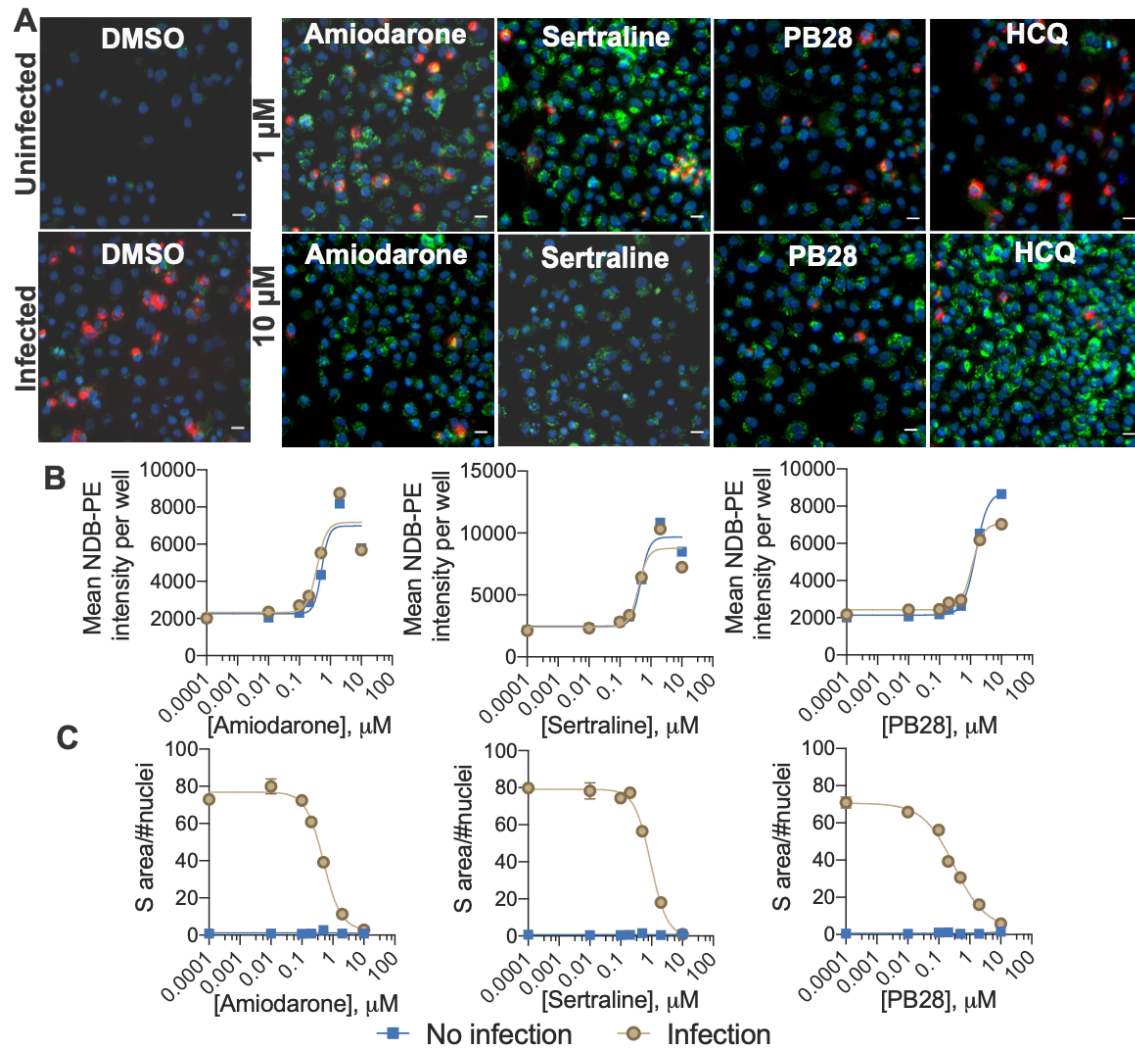 A
DMSO
Amiodarone
Sertraline
PB28
HCQ
Uninfected
1 µM
DMSO
Amiodarone
Sertraline
PB28
HCQ
Infected
10 µM
B
Mean NDB-PE
intensity per well
10000
8000
6000
4000
2000
0
0.0001
0.001
0.01
0.1
1
10
100
[Amiodarone], µM
Mean NDB-PE
intensity per well
15000
10000
5000
0
0.0001
0.001
0.01
0.1
1
10
100
[Sertraline], µM
Mean NDB-PE
intensity per well
10000
8000
6000
4000
2000
0
0.0001
0.001
0.01
0.1
1
10
100
[PB28], µM
C
S area/#nuclei
100
80
60
40
20
0
0.0001
0.001
0.01
0.1
1
10
100
[Amiodarone], µM
S area/#nuclei
100
80
60
40
20
0
0.0001
0.001
0.01
0.1
1
10
100
[Sertraline], µM
S area/#nuclei
100
80
60
40
20
0
0.0001
0.001
0.01
0.1
1
10
100
[PB28], µM
No infection
Infection